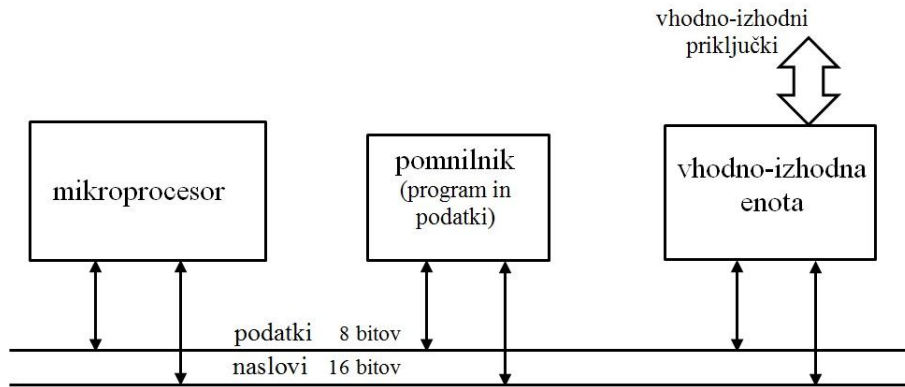 vhodno-izhodni
priključki
mikroprocesor
pomnilnik
(program in
podatki)
vhodno-izhodna
enota
podatki 8 bitov
naslovi 16 bitov